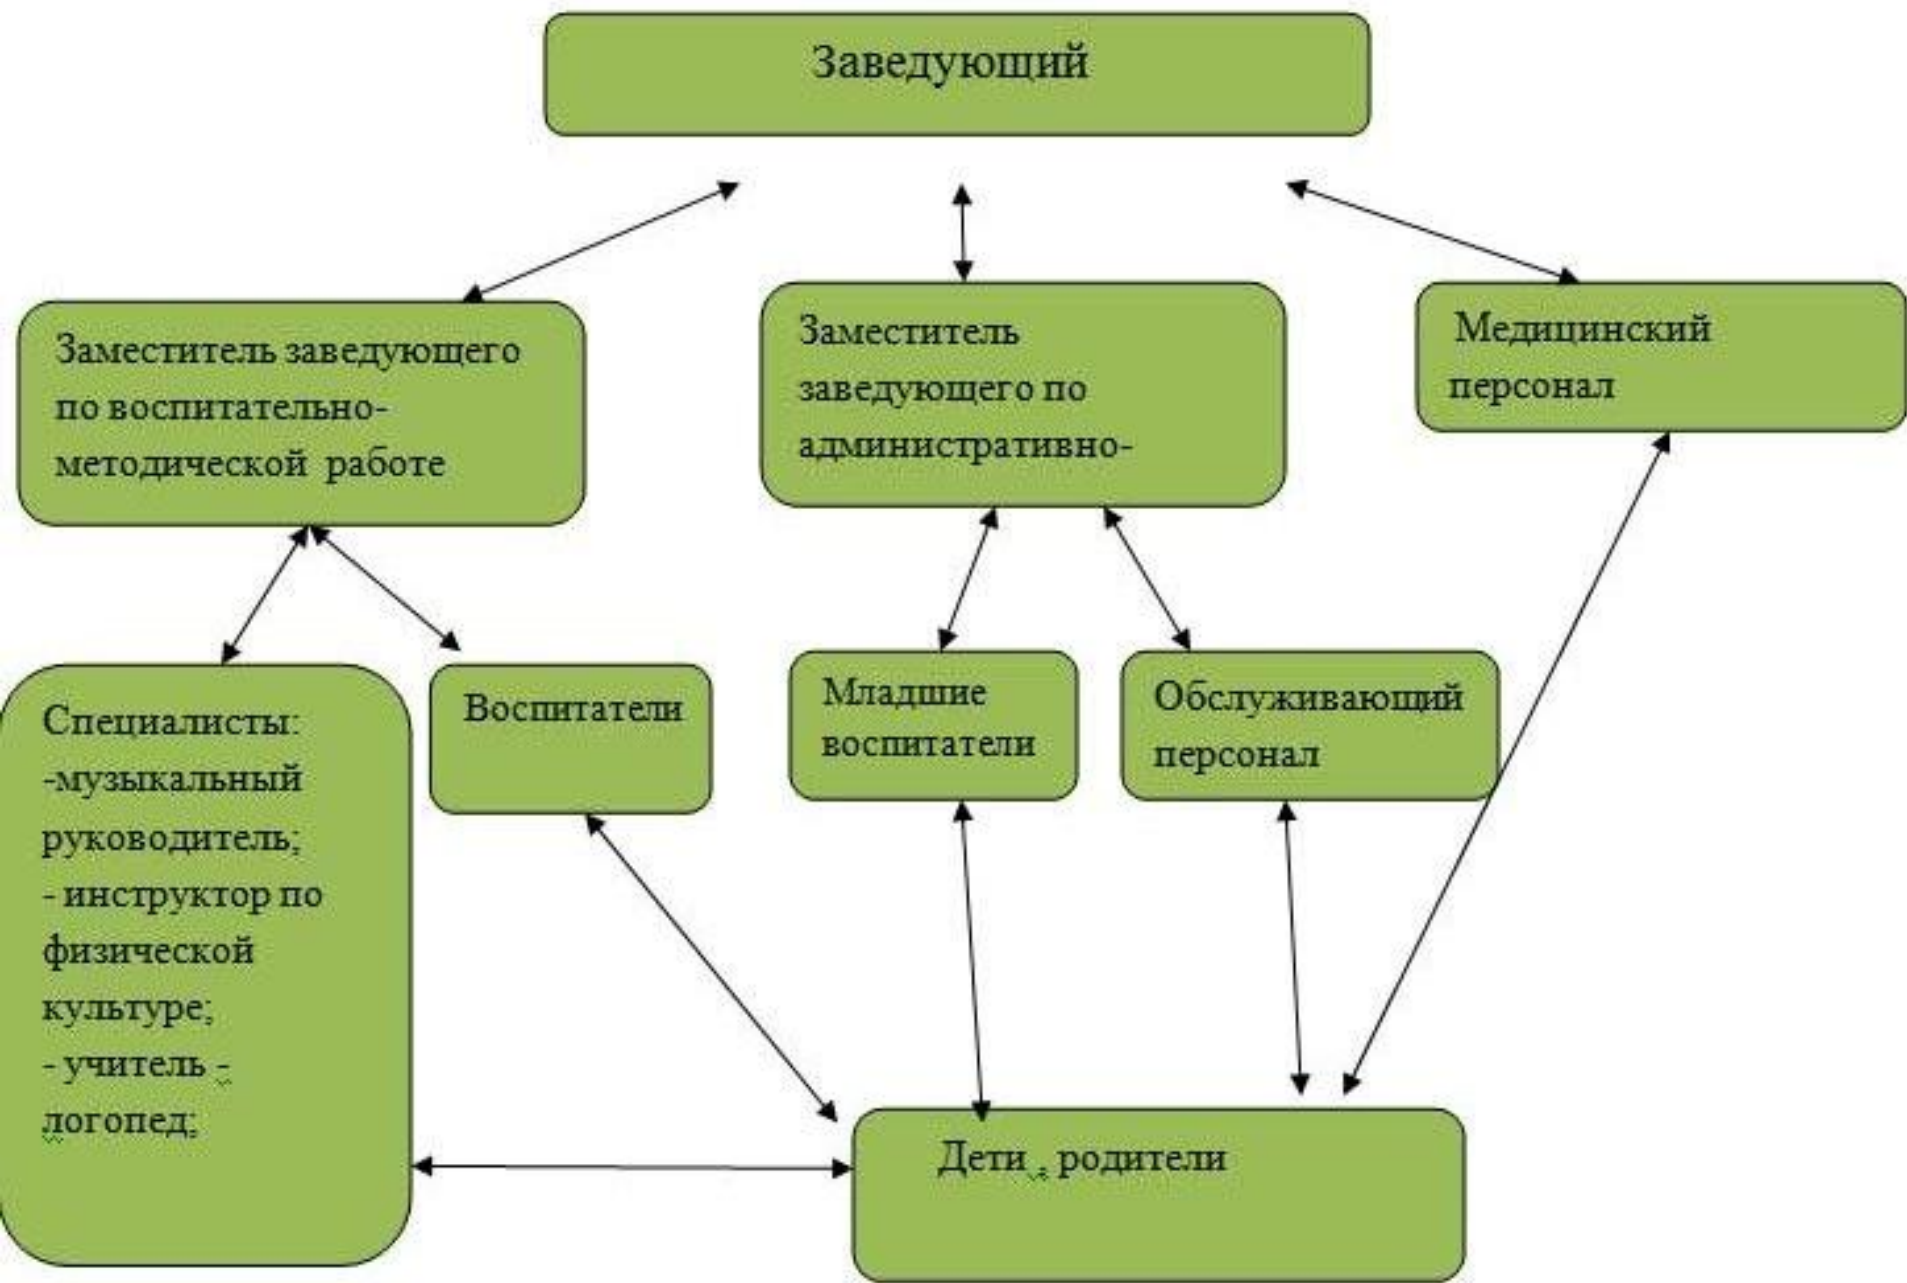 Заведующий
Заместитель заведующего
по воспитательно-
методической работе
Заместитель
заведующего по
административно-
Медицинский
персонал
Специалисты:
-музыкальный
руководитель;
- инструктор по
физической
культуре;
- учитель -
логопед;
Воспитатели
Младшие
воспитатели
Обслуживающий
персонал
Дети , родители